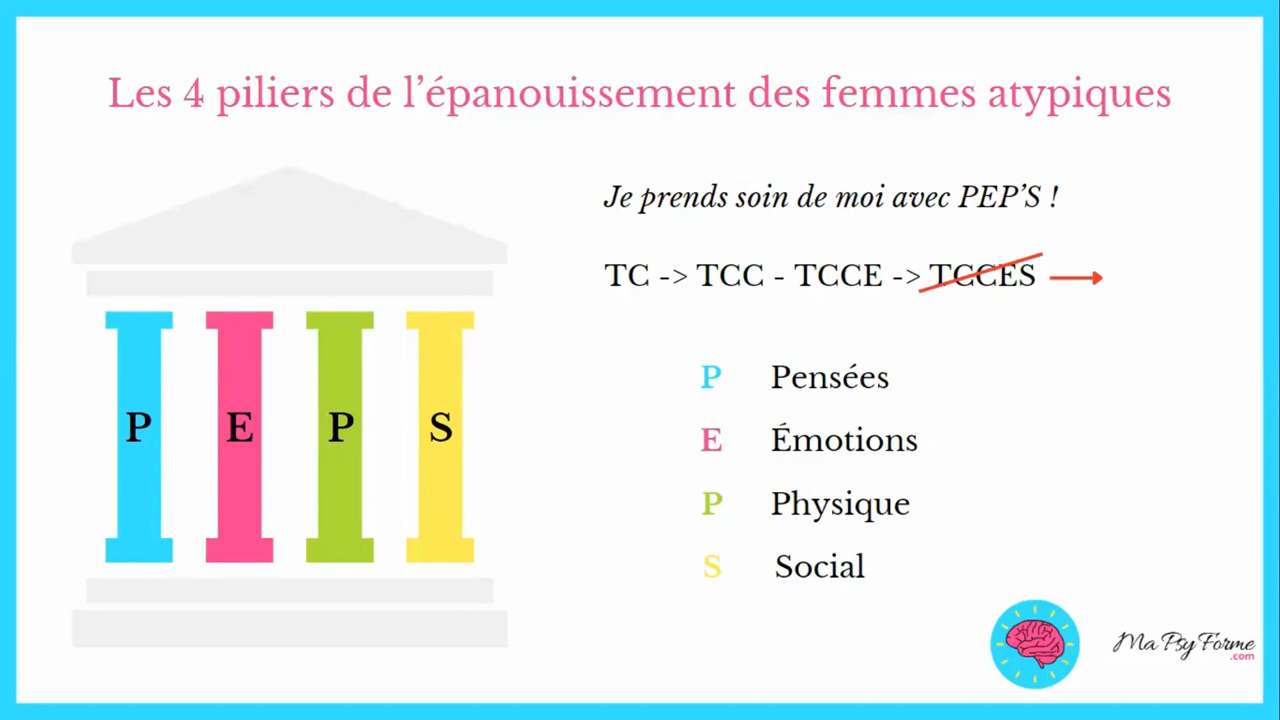 Les 4 piliers de l’épanouissement des femmes atypiques
Je prends soin de moi avec PEP’S !
TC -> TCC - TCCE -> TCCES
P E P S
P Pensées
E Émotions
P Physique
S Social
Ma Psy Forme
.com